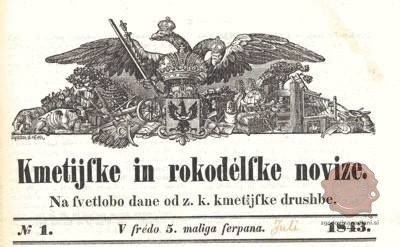 Kmetijſke in rokodélſke novize.
Na ſvetlobo dane od z. k. kmetijſke drushbe.
№ 1. V ſrédo 5. maliga ſerpana. Juli 1843.